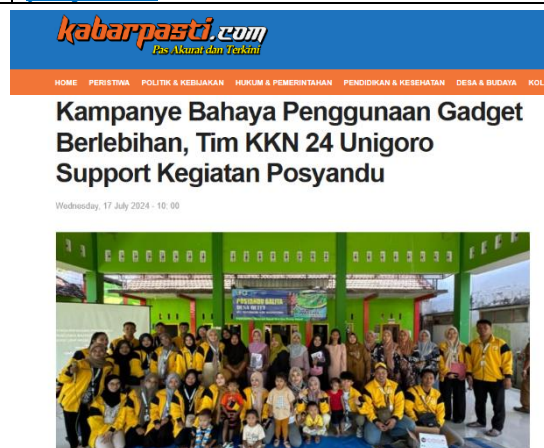 kabarpasti.com
Pas Akurat dan Terkini
HOME PERISTIWA POLITIK & KEBIJAKAN HUKUM & PEMERINTAHAN PENDIDIKAN & KESEHATAN DESA & BUDAYA KOL
Kampanye Bahaya Penggunaan Gadget
Berlebihan, Tim KKN 24 Unigoro
Support Kegiatan Posyandu
Wednesday, 17 July 2024 - 10: 00
POSYANDU BALITA